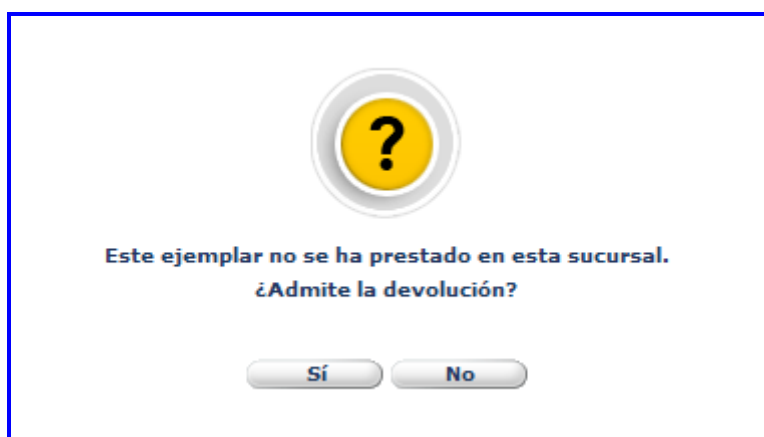 ?
Este ejemplar no se ha prestado en esta sucursal.
¿Admite la devolución?
Sí No